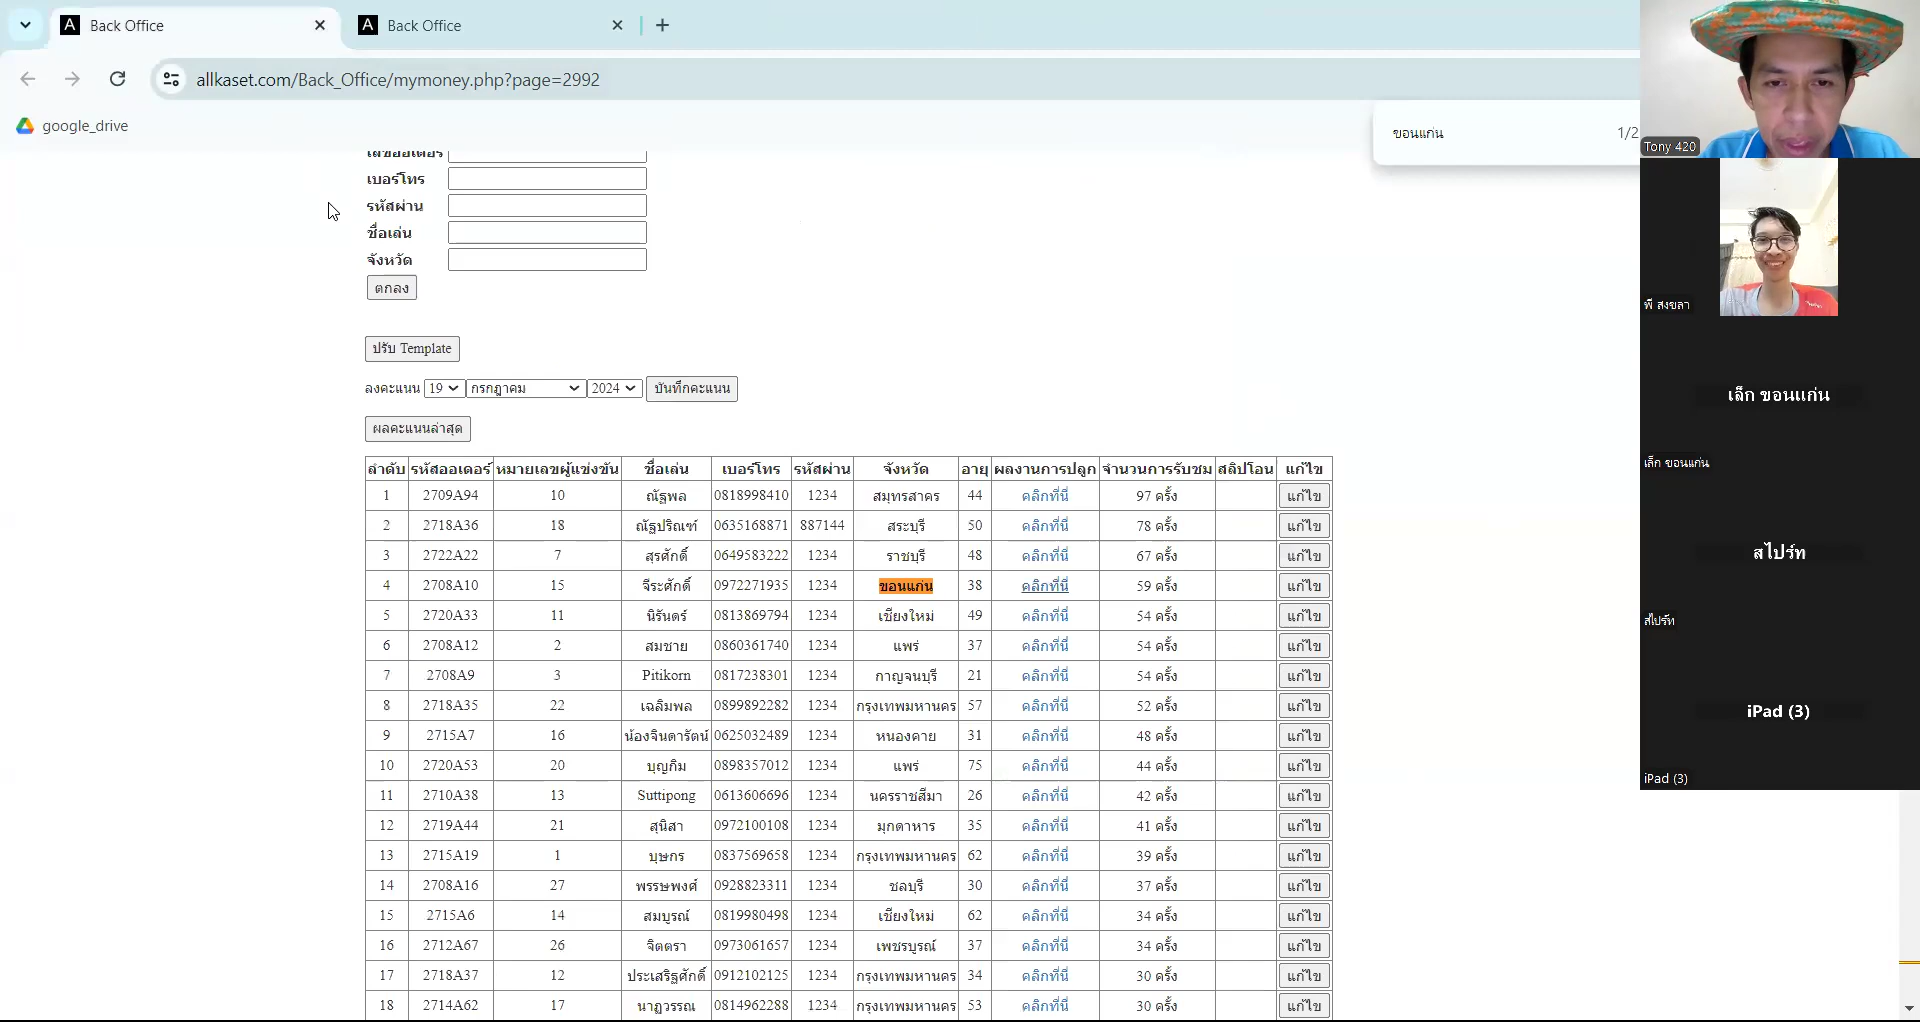 Back Office
Back Office
allkaset.com/Back_Office/mymoney.php?page=2992
google_drive
ขอนแก่น 1/2
เลขออเดอร์
เบอร์โทร
รหัสผ่าน
ชื่อเล่น
จังหวัด
ตกลง
ปรับ Template
ลงคะแนน 19 กรกฎาคม 2024 บันทึกคะแนน
ผลคะแนนล่าสุด
ลำดับ รหัสออเดอร์ หมายเลขผู้แข่งขัน ชื่อเล่น เบอร์โทร รหัสผ่าน จังหวัด อายุ ผลงานการปลูก จำนวนการรับชม สลิปโอน แก้ไข
1 2709A94 10 ณัฐพล 0818998410 1234 สมุทรสาคร 44 คลิกที่นี่ 97 ครั้ง แก้ไข
2 2718A36 18 ณัฐปริณฑ์ 0635168871 887144 สระบุรี 50 คลิกที่นี่ 78 ครั้ง แก้ไข
3 2722A22 7 สุรศักดิ์ 0649583222 1234 ราชบุรี 48 คลิกที่นี่ 67 ครั้ง แก้ไข
4 2708A10 15 จีระศักดิ์ 0972271935 1234 ขอนแก่น 38 คลิกที่นี่ 59 ครั้ง แก้ไข
5 2720A33 11 นิรันดร์ 0813869794 1234 เชียงใหม่ 49 คลิกที่นี่ 54 ครั้ง แก้ไข
6 2708A12 2 สมชาย 0860361740 1234 แพร่ 37 คลิกที่นี่ 54 ครั้ง แก้ไข
7 2708A9 3 Pitikorn 0817238301 1234 กาญจนบุรี 21 คลิกที่นี่ 54 ครั้ง แก้ไข
8 2718A35 22 เฉลิมพล 0899892282 1234 กรุงเทพมหานคร 57 คลิกที่นี่ 52 ครั้ง แก้ไข
9 2715A7 16 น้องจินดารัตน์ 0625032489 1234 หนองคาย 31 คลิกที่นี่ 48 ครั้ง แก้ไข
10 2720A53 20 บุญกิม 0898357012 1234 แพร่ 75 คลิกที่นี่ 44 ครั้ง แก้ไข
11 2710A38 13 Suttipong 0613606696 1234 นครราชสีมา 26 คลิกที่นี่ 42 ครั้ง แก้ไข
12 2719A44 21 สุนิสา 0972100108 1234 มุกดาหาร 35 คลิกที่นี่ 41 ครั้ง แก้ไข
13 2715A19 1 บุษกร 0837569658 1234 กรุงเทพมหานคร 62 คลิกที่นี่ 39 ครั้ง แก้ไข
14 2708A16 27 พรรษพงศ์ 0928823311 1234 ชลบุรี 30 คลิกที่นี่ 37 ครั้ง แก้ไข
15 2715A6 14 สมบูรณ์ 0819980498 1234 เชียงใหม่ 62 คลิกที่นี่ 34 ครั้ง แก้ไข
16 2712A67 26 จิตตรา 0973061657 1234 เพชรบูรณ์ 37 คลิกที่นี่ 34 ครั้ง แก้ไข
17 2718A37 12 ประเสริฐศักดิ์ 0912102125 1234 กรุงเทพมหานคร 34 คลิกที่นี่ 30 ครั้ง แก้ไข
18 2714A62 17 นาฏวรรณ 0814962288 1234 กรุงเทพมหานคร 53 คลิกที่นี่ 30 ครั้ง แก้ไข
Tony 420
พี สงขลา
เล็ก ขอนแก่น
เล็ก ขอนแก่น
สไปร์ท
สไปร์ท
iPad (3)
iPad (3)